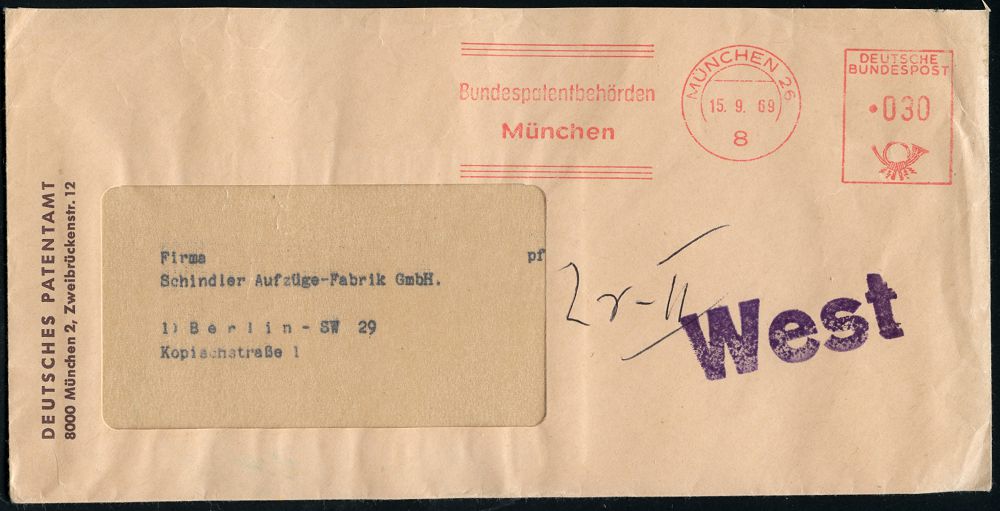 DEUTSCHES PATENTAMT
8000 München 2, Zweibrückenstr. 12
Bundespatentbehörden
München
MÜNCHEN 26
15. 9. 69
8
DEUTSCHE
BUNDESPOST
030
Firma pf
Schindler Aufzüge-Fabrik GmbH.
1) B e r l i n - SW 29
Kopischstraße 1
West